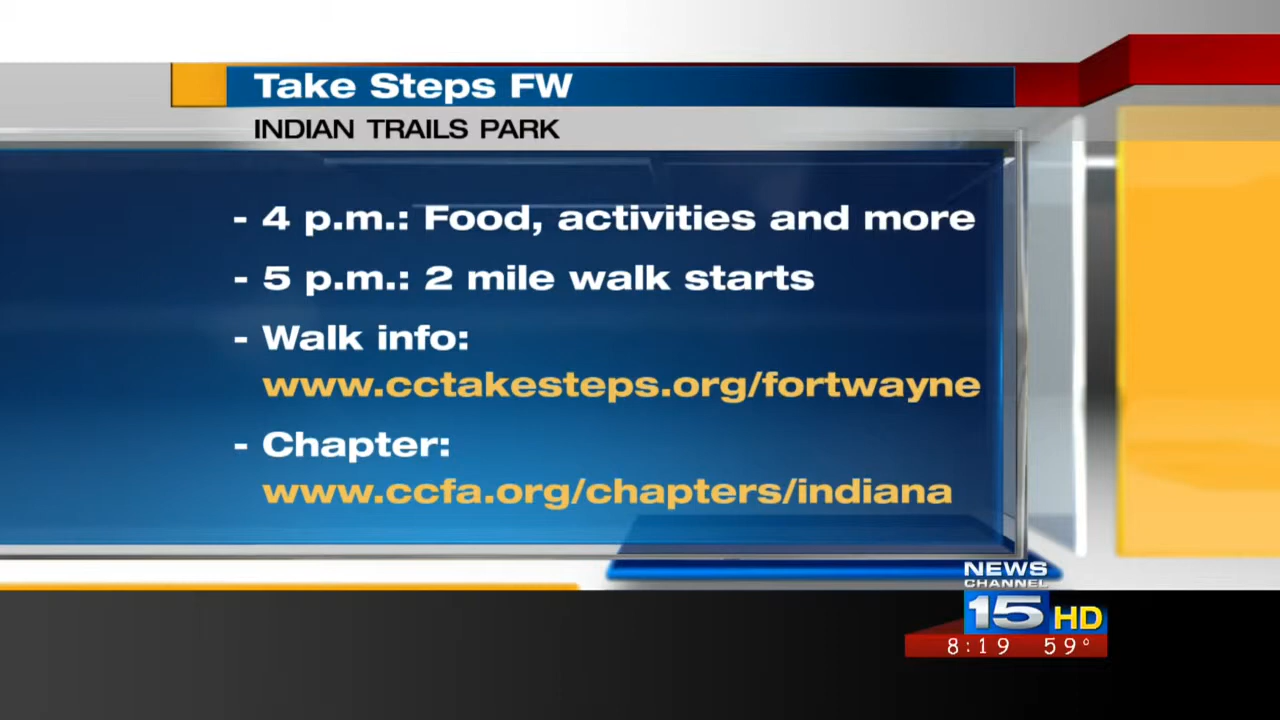 Take Steps FW
INDIAN TRAILS PARK
- 4 p.m.: Food, activities and more
- 5 p.m.: 2 mile walk starts
- Walk info:
www.cctakesteps.org/fortwayne
- Chapter:
www.ccfa.org/chapters/indiana
NEWS
CHANNEL
15 HD
8:19 59°